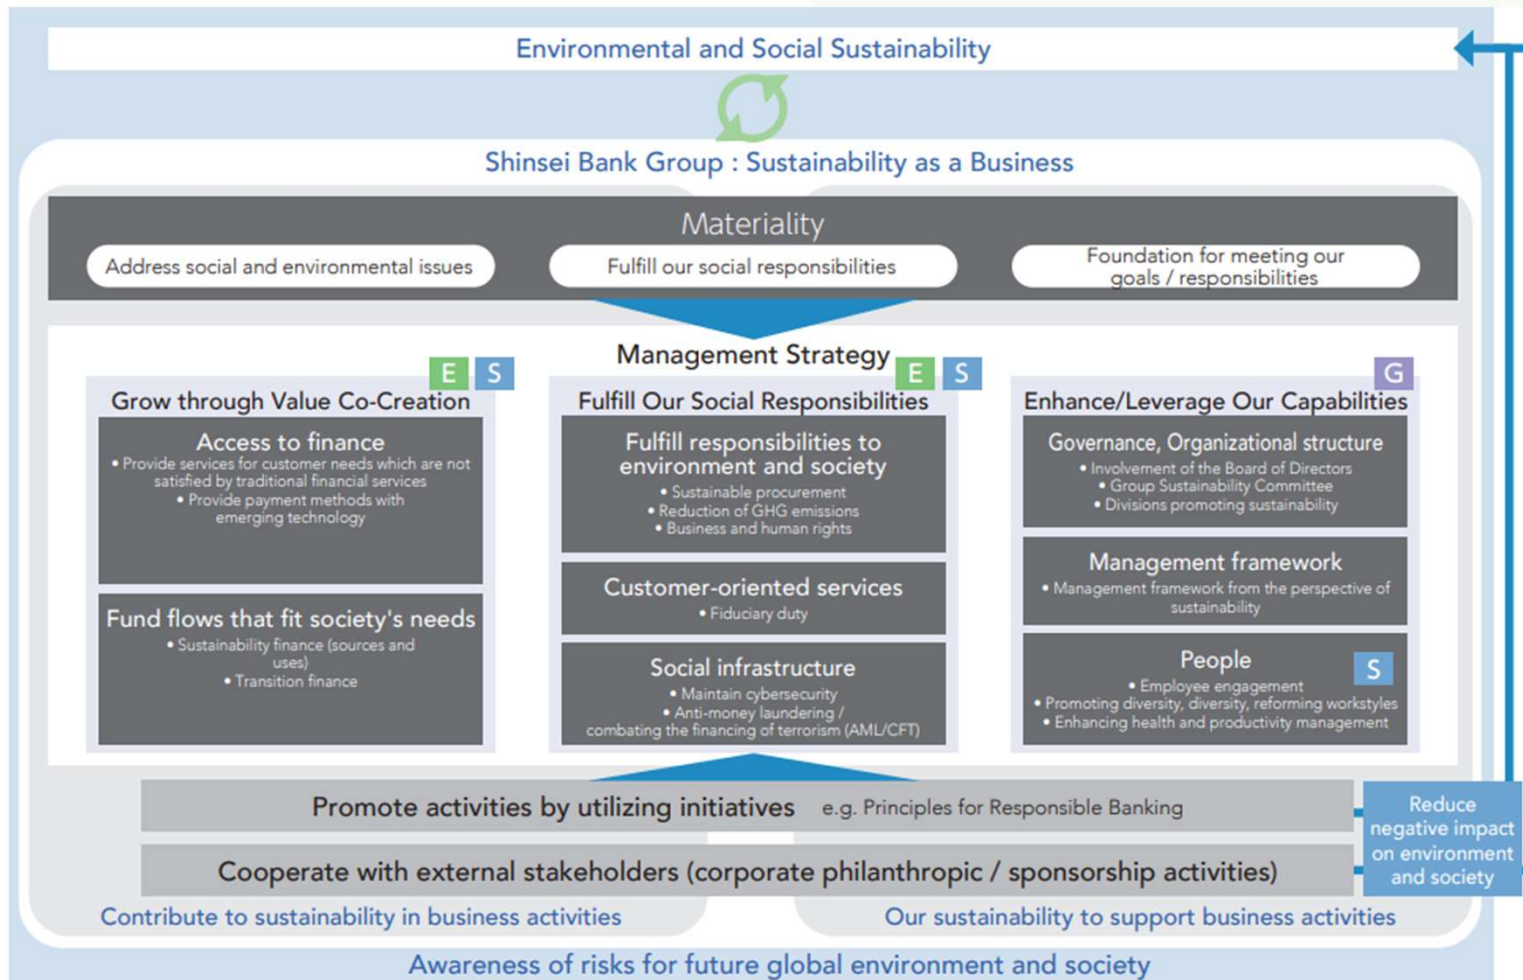 Environmental and Social Sustainability
Shinsei Bank Group : Sustainability as a Business
Materiality
Address social and environmental issues
Fulfill our social responsibilities
Foundation for meeting our
goals / responsibilities
Management Strategy
E S
Grow through Value Co-Creation
Access to finance
• Provide services for customer needs which are not
satisfied by traditional financial services
• Provide payment methods with
emerging technology
Fund flows that fit society's needs
• Sustainability finance (sources and
uses)
• Transition finance
E S
Fulfill Our Social Responsibilities
Fulfill responsibilities to
environment and society
• Sustainable procurement
• Reduction of GHG emissions
• Business and human rights
Customer-oriented services
• Fiduciary duty
Social infrastructure
• Maintain cybersecurity
• Anti-money laundering /
combating the financing of terrorism (AML/CFT)
G
Enhance/Leverage Our Capabilities
Governance, Organizational structure
• Involvement of the Board of Directors
• Group Sustainability Committee
• Divisions promoting sustainability
Management framework
• Management framework from the perspective of
sustainability
People
S
• Employee engagement
• Promoting diversity, diversity, reforming workstyles
• Enhancing health and productivity management
Promote activities by utilizing initiatives e.g. Principles for Responsible Banking
Cooperate with external stakeholders (corporate philanthropic / sponsorship activities)
Reduce
negative impact
on environment
and society
Contribute to sustainability in business activities
Our sustainability to support business activities
Awareness of risks for future global environment and society